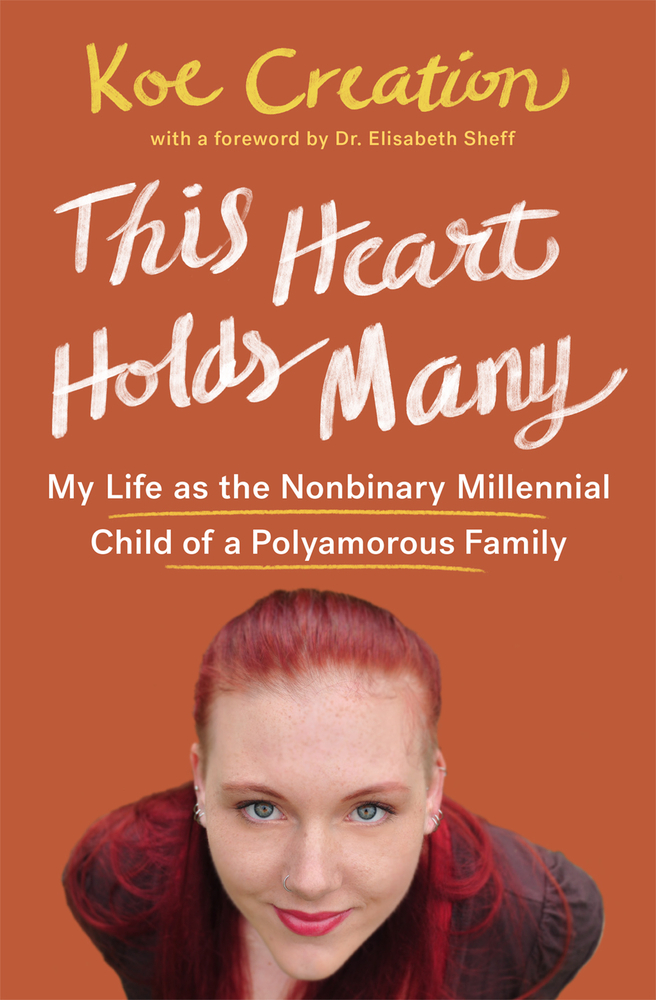 Koe Creation
with a foreword by Dr. Elisabeth Sheff
This Heart
Holds Many
My Life as the Nonbinary Millennial
Child of a Polyamorous Family